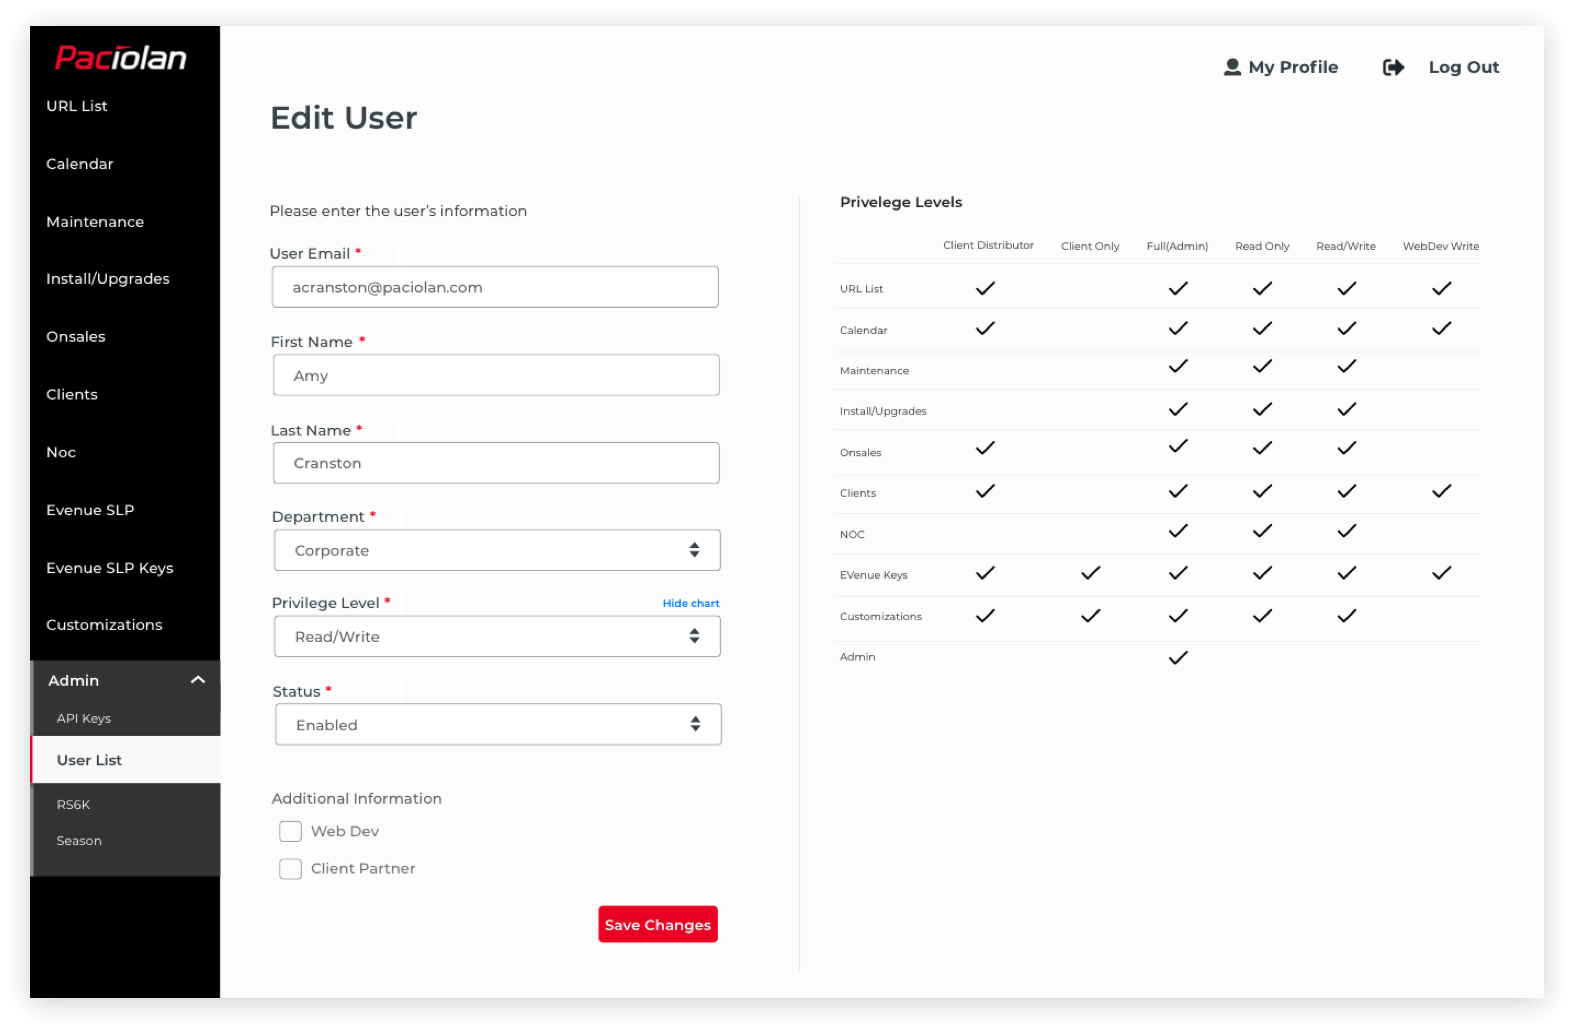 Paciolan
URL List
Calendar
Maintenance
Install/Upgrades
Onsales
Clients
Noc
Evenue SLP
Evenue SLP Keys
Customizations
Admin
API Keys
User List
RS6K
Season
My Profile
Log Out
Edit User
Please enter the user's information
User Email *
acranston@paciolan.com
First Name *
Amy
Last Name *
Cranston
Department *
Corporate
Privilege Level * Hide chart
Read/Write
Status *
Enabled
Additional Information
Web Dev
Client Partner
Save Changes
Privelege Levels
Client Distributor Client Only Full(Admin) Read Only Read/Write WebDev Write
URL List
Calendar
Maintenance
Install/Upgrades
Onsales
Clients
NOC
EVenue Keys
Customizations
Admin